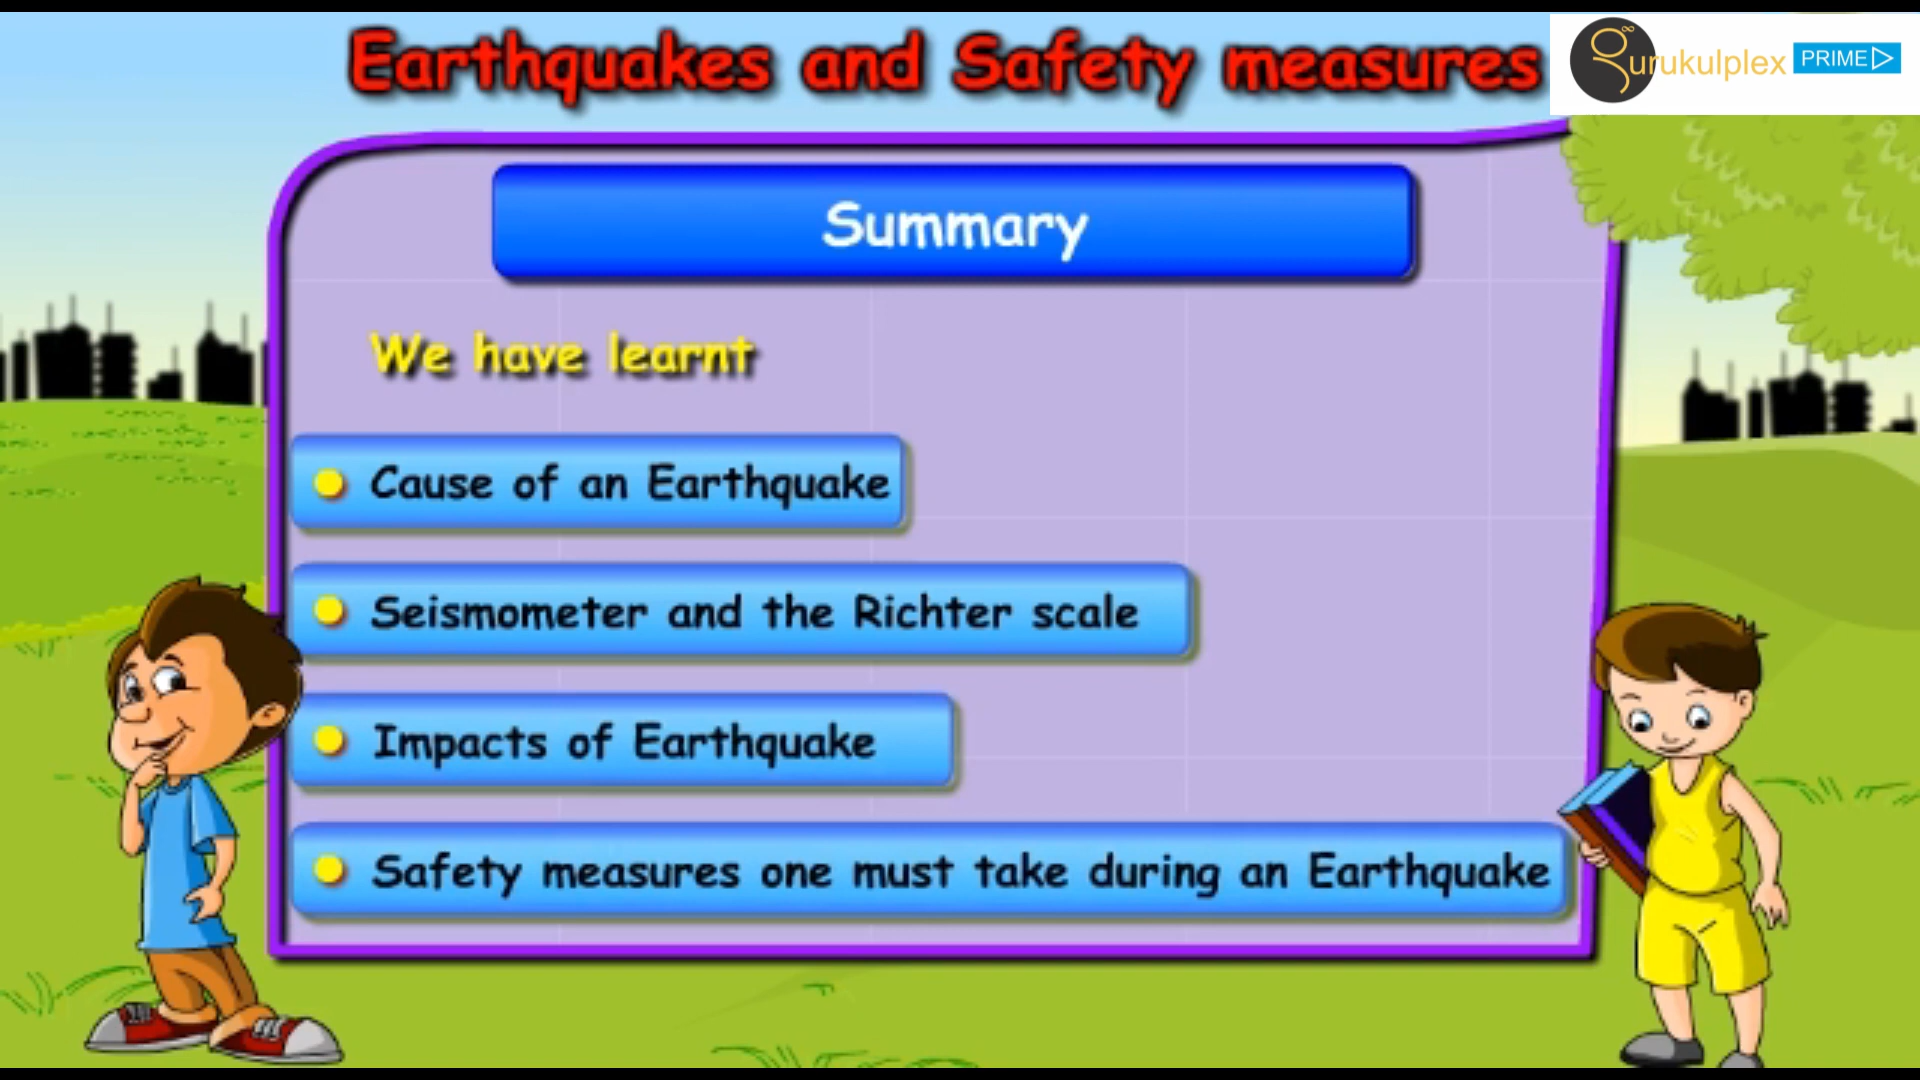 Earthquakes and Safety measures
gurukulplex PRIME
Summary
We have learnt
Cause of an Earthquake
Seismometer and the Richter scale
Impacts of Earthquake
Safety measures one must take during an Earthquake